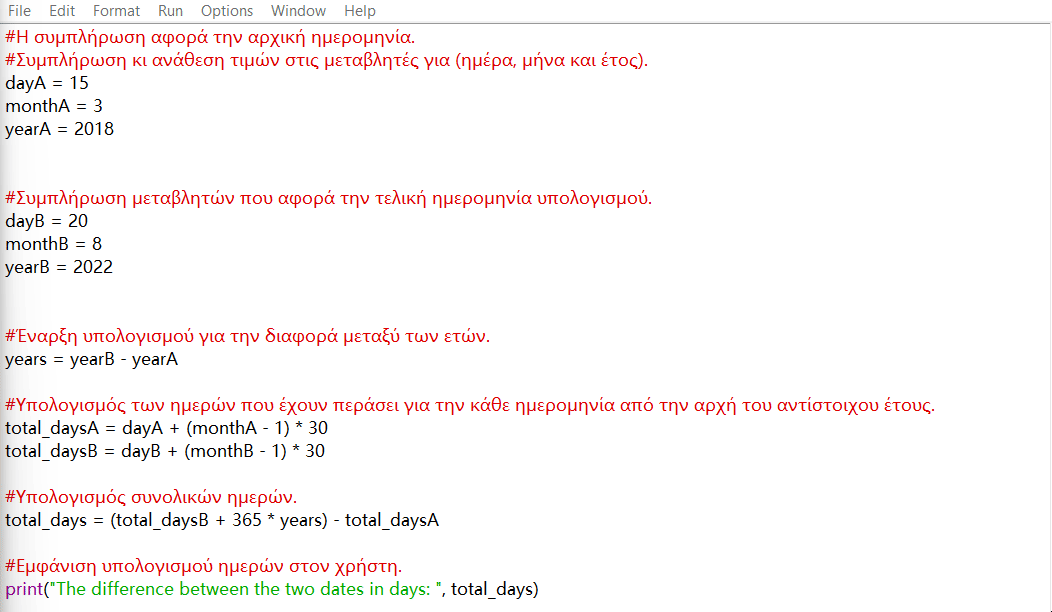 File Edit Format Run Options Window Help
#Η συμπλήρωση αφορά την αρχική ημερομηνία.
#Συμπλήρωση κι ανάθεση τιμών στις μεταβλητές για (ημέρα, μήνα και έτος).
dayA = 15
monthA = 3
yearA = 2018
#Συμπλήρωση μεταβλητών που αφορά την τελική ημερομηνία υπολογισμού.
dayB = 20
monthB = 8
yearB = 2022
#Έναρξη υπολογισμού για την διαφορά μεταξύ των ετών.
years = yearB - yearA
#Υπολογισμός των ημερών που έχουν περάσει για την κάθε ημερομηνία από την αρχή του αντίστοιχου έτους.
total_daysA = dayA + (monthA - 1) * 30
total_daysB = dayB + (monthB - 1) * 30
#Υπολογισμός συνολικών ημερών.
total_days = (total_daysB + 365 * years) - total_daysA
#Εμφάνιση υπολογισμού ημερών στον χρήστη.
print("The difference between the two dates in days: ", total_days)